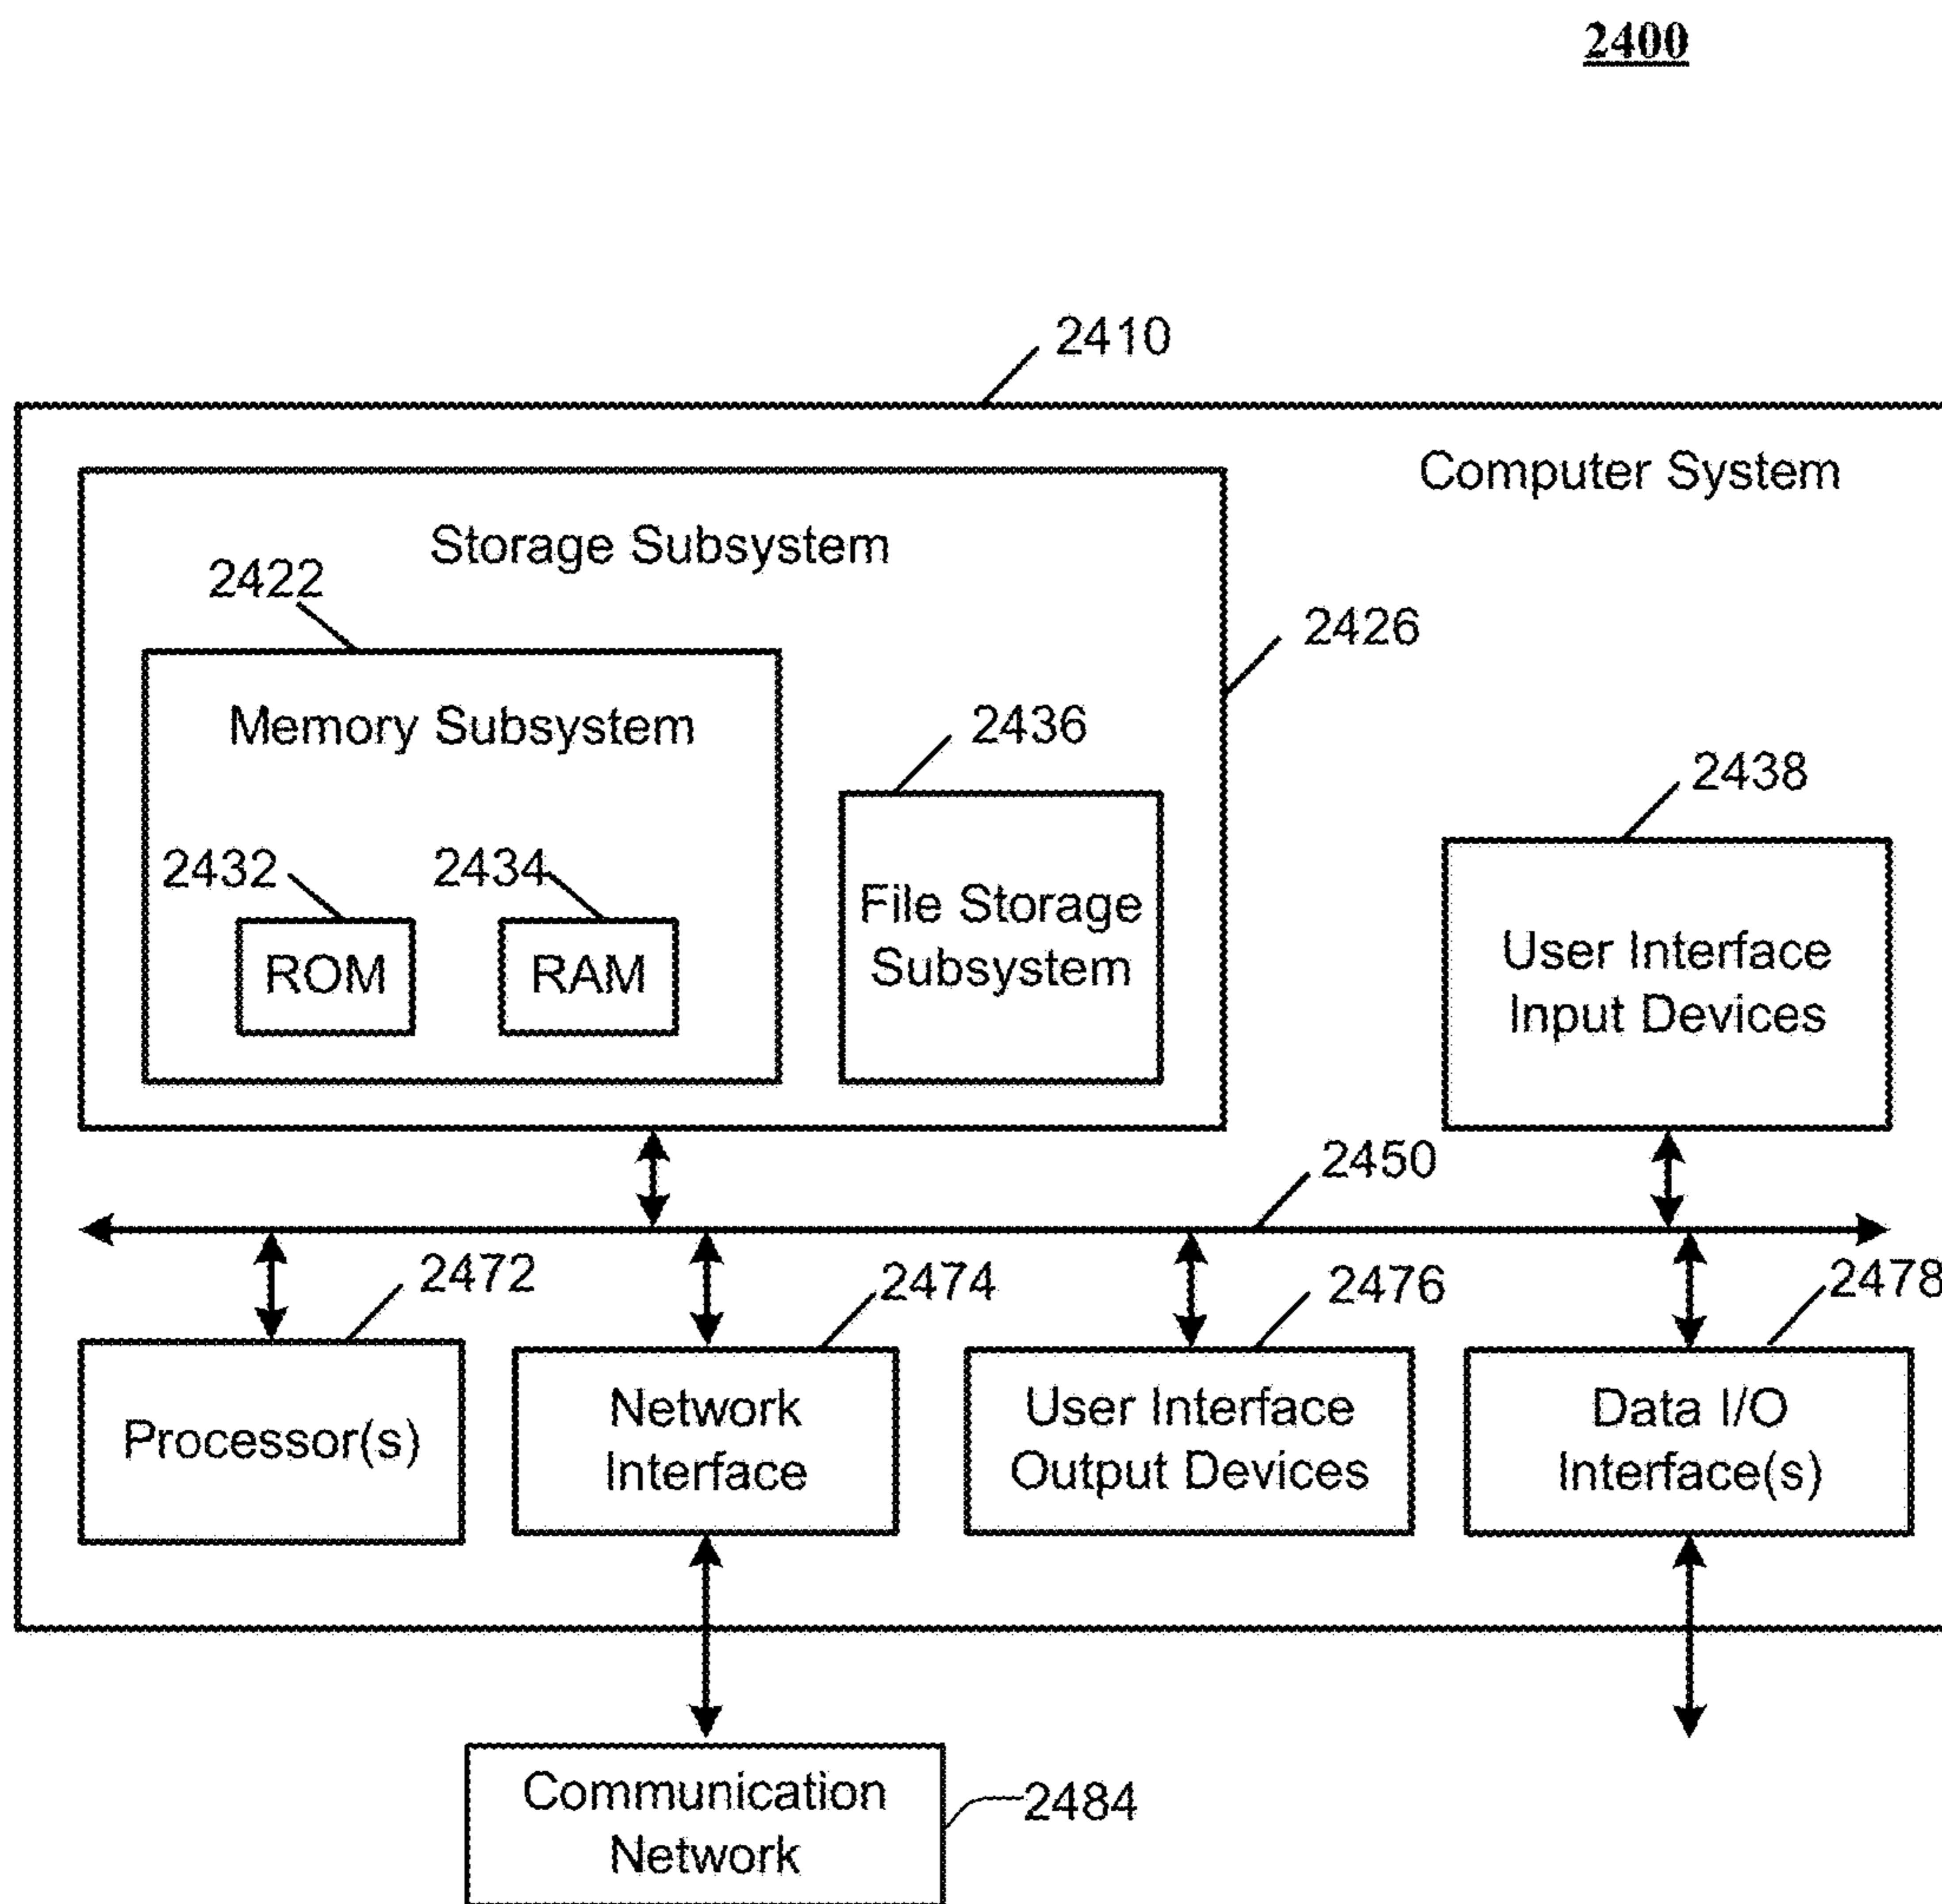 2400
2410
Computer System
Storage Subsystem
2422
2426
Memory Subsystem
2436
2438
2432
2434
File Storage
Subsystem
ROM
RAM
User Interface
Input Devices
2450
2472
2474
2476
2478
Processor(s)
Network
Interface
User Interface
Output Devices
Data I/O
Interface(s)
Communication
Network
2484